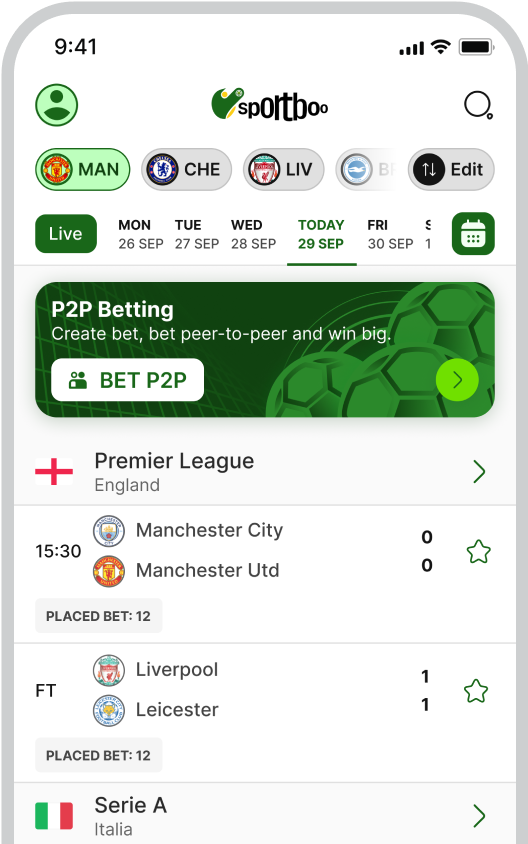 9:41
sportboo
MAN CHE LIV Edit
Live
MON TUE WED TODAY FRI S
26 SEP 27 SEP 28 SEP 29 SEP 30 SEP 1
P2P Betting
Create bet, bet peer-to-peer and win big.
BET P2P
Premier League
England
15:30
Manchester City 0
Manchester Utd 0
PLACED BET: 12
FT
Liverpool 1
Leicester 1
PLACED BET: 12
Serie A
Italia